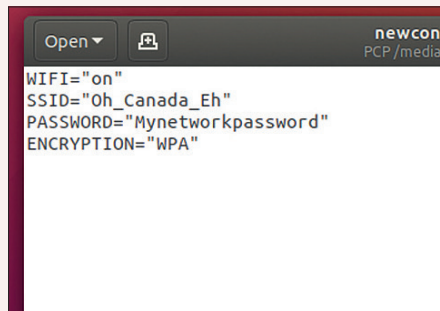 Open
newcon
PCP /media
WIFI="on"
SSID="Oh_Canada_Eh"
PASSWORD="Mynetworkpassword"
ENCRYPTION="WPA"